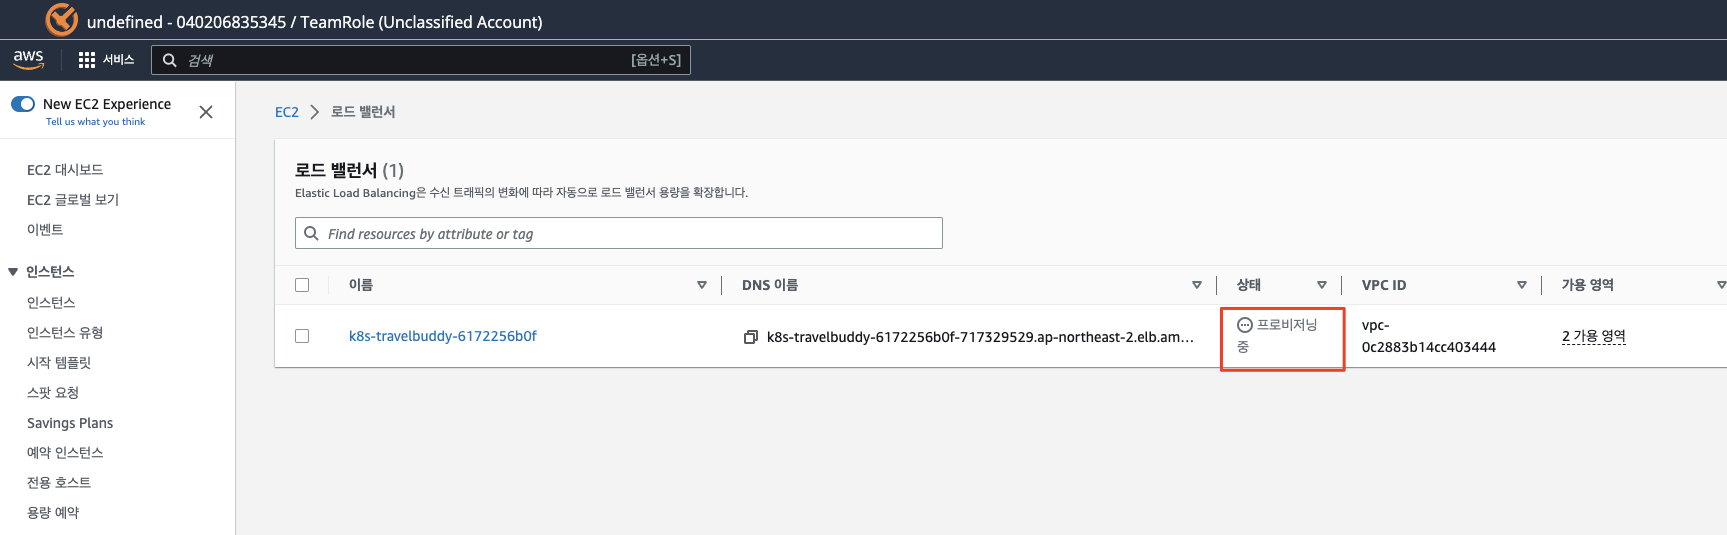 undefined - 040206835345 / TeamRole (Unclassified Account)
aws
서비스
검색
[옵션+S]
New EC2 Experience
Tell us what you think
EC2 대시보드
EC2 글로벌 보기
이벤트
인스턴스
인스턴스
인스턴스 유형
시작 템플릿
스팟 요청
Savings Plans
예약 인스턴스
전용 호스트
용량 예약
EC2
로드 밸런서
로드 밸런서 (1)
Elastic Load Balancing은 수신 트래픽의 변화에 따라 자동으로 로드 밸런서 용량을 확장합니다.
Find resources by attribute or tag
이름
DNS 이름
상태
VPC ID
가용 영역
k8s-travelbuddy-6172256b0f
k8s-travelbuddy-6172256b0f-717329529.ap-northeast-2.elb.am...
프로비저닝
중
vpc-
0c2883b14cc403444
2 가용 영역